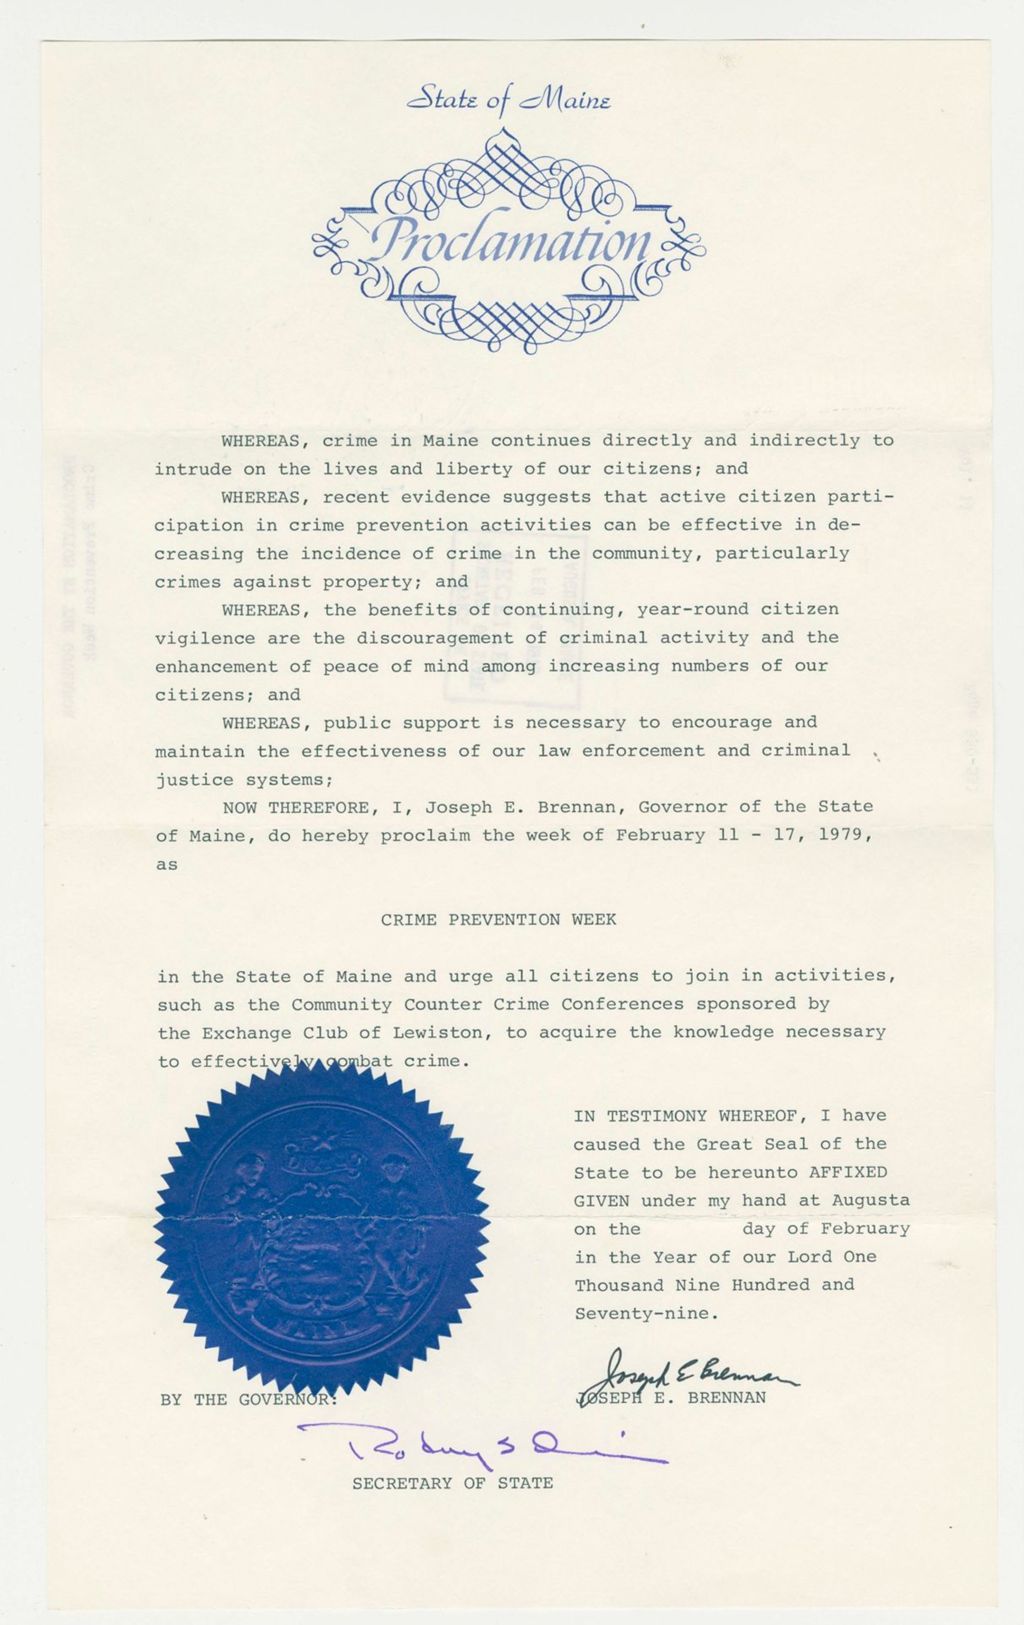 State of Maine
Proclamation
WHEREAS, crime in Maine continues directly and indirectly to
intrude on the lives and liberty of our citizens; and
WHEREAS, recent evidence suggests that active citizen parti-
cipation in crime prevention activities can be effective in de-
creasing the incidence of crime in the community, particularly
crimes against property; and
WHEREAS, the benefits of continuing, year-round citizen
vigilence are the discouragement of criminal activity and the
enhancement of peace of mind among increasing numbers of our
citizens; and
WHEREAS, public support is necessary to encourage and
maintain the effectiveness of our law enforcement and criminal
justice systems;
NOW THEREFORE, I, Joseph E. Brennan, Governor of the State
of Maine, do hereby proclaim the week of February 11 - 17, 1979,
as
CRIME PREVENTION WEEK
in the State of Maine and urge all citizens to join in activities,
such as the Community Counter Crime Conferences sponsored by
the Exchange Club of Lewiston, to acquire the knowledge necessary
to effectively combat crime.
IN TESTIMONY WHEREOF, I have
caused the Great Seal of the
State to be hereunto AFFIXED
GIVEN under my hand at Augusta
on the day of February
in the Year of our Lord One
Thousand Nine Hundred and
Seventy-nine.
Joseph E Brennan
BY THE GOVERNOR:
JOSEPH E. BRENNAN
SECRETARY OF STATE